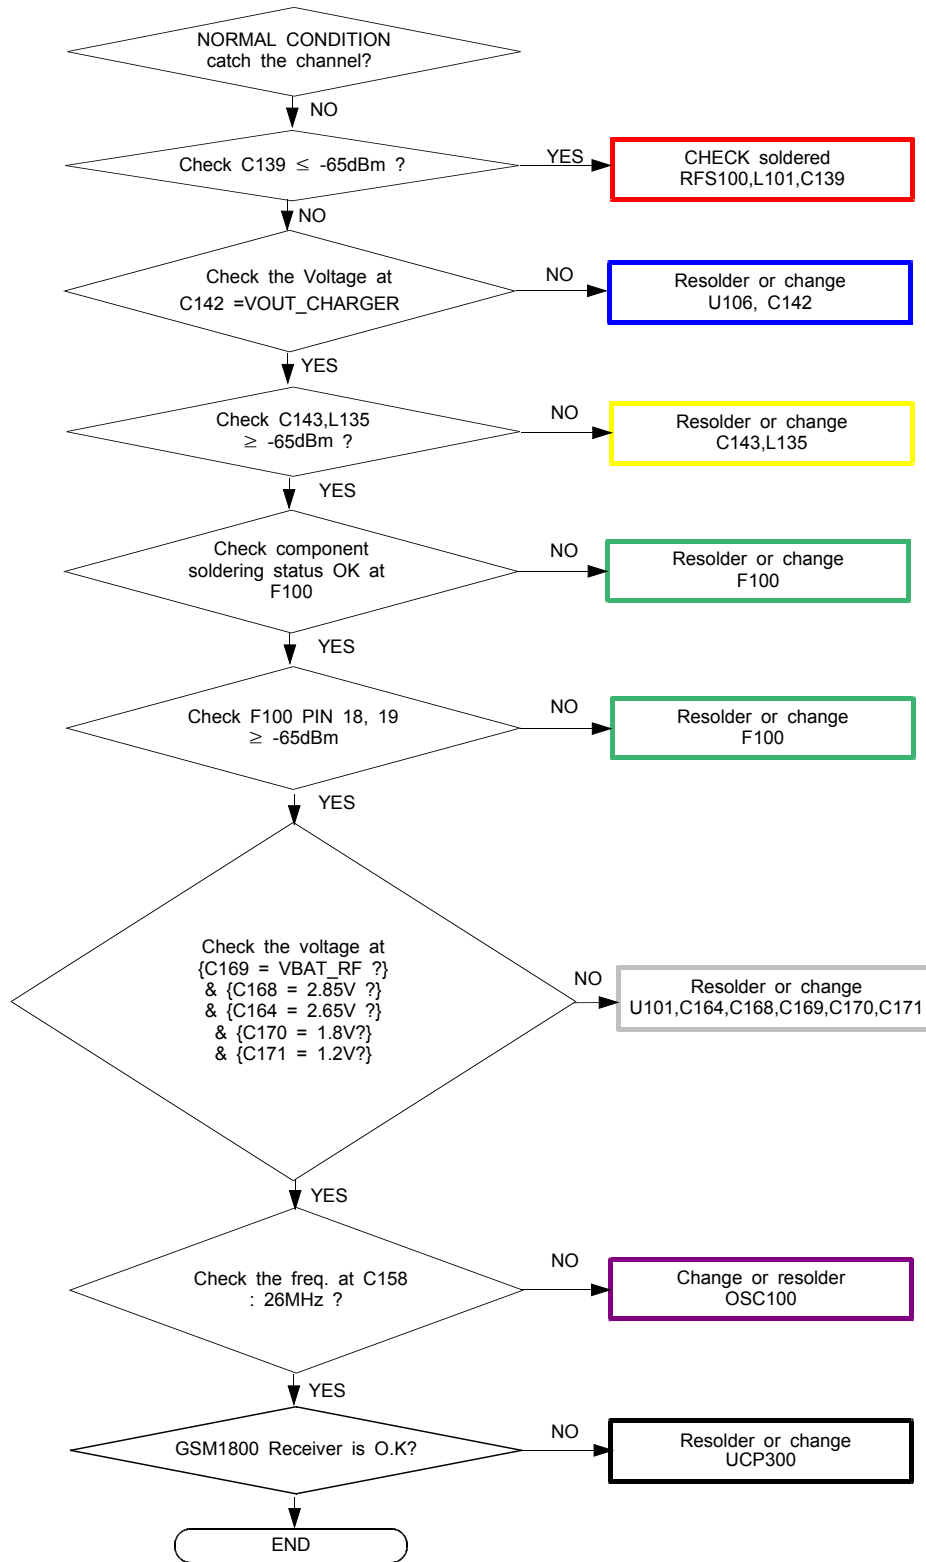 NORMAL CONDITION
catch the channel?
NO
Check C139 ≤ -65dBm ?
YES
CHECK soldered
RFS100,L101,C139
NO
Check the Voltage at
C142 =VOUT_CHARGER
NO
Resolder or change
U106, C142
YES
Check C143,L135
≥ -65dBm ?
NO
Resolder or change
C143,L135
YES
Check component
soldering status OK at
F100
NO
Resolder or change
F100
YES
Check F100 PIN 18, 19
≥ -65dBm
NO
Resolder or change
F100
YES
Check the voltage at
{C169 = VBAT_RF ?}
& {C168 = 2.85V ?}
& {C164 = 2.65V ?}
& {C170 = 1.8V?}
& {C171 = 1.2V?}
NO
Resolder or change
U101,C164,C168,C169,C170,C171
YES
Check the freq. at C158
: 26MHz ?
NO
Change or resolder
OSC100
YES
GSM1800 Receiver is O.K?
NO
Resolder or change
UCP300
END